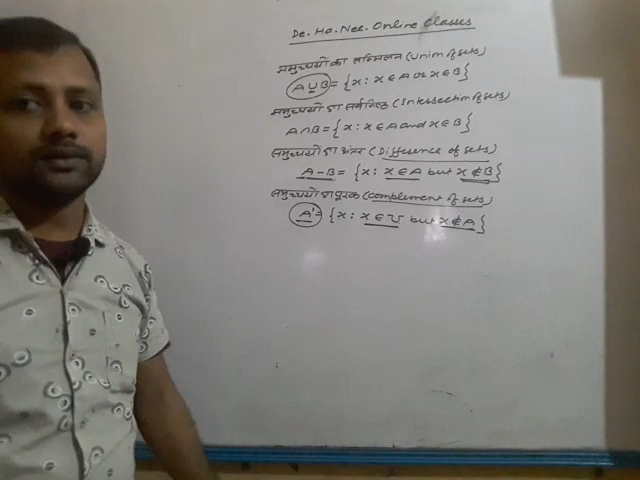 De. Ha. Nee. Online Classes
समुच्चयों का सम्मिलन (Union of sets)
A∪B = {x : x ∈ A or x ∈ B}
समुच्चयों का सर्वनिष्ठ (Intersection of sets)
A∩B = {x : x ∈ A and x ∈ B}
समुच्चयों का अंतर (Difference of sets)
A-B = {x : x ∈ A but x ∉ B}
समुच्चयों का पूरक (complement of sets)
A' = {x : x ∈ U but x ∉ A}